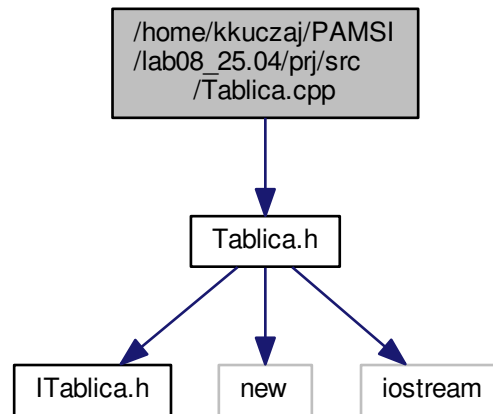 /home/kkuczaj/PAMSI
/lab08_25.04/prj/src
/Tablica.cpp
Tablica.h
ITablica.h
new
iostream